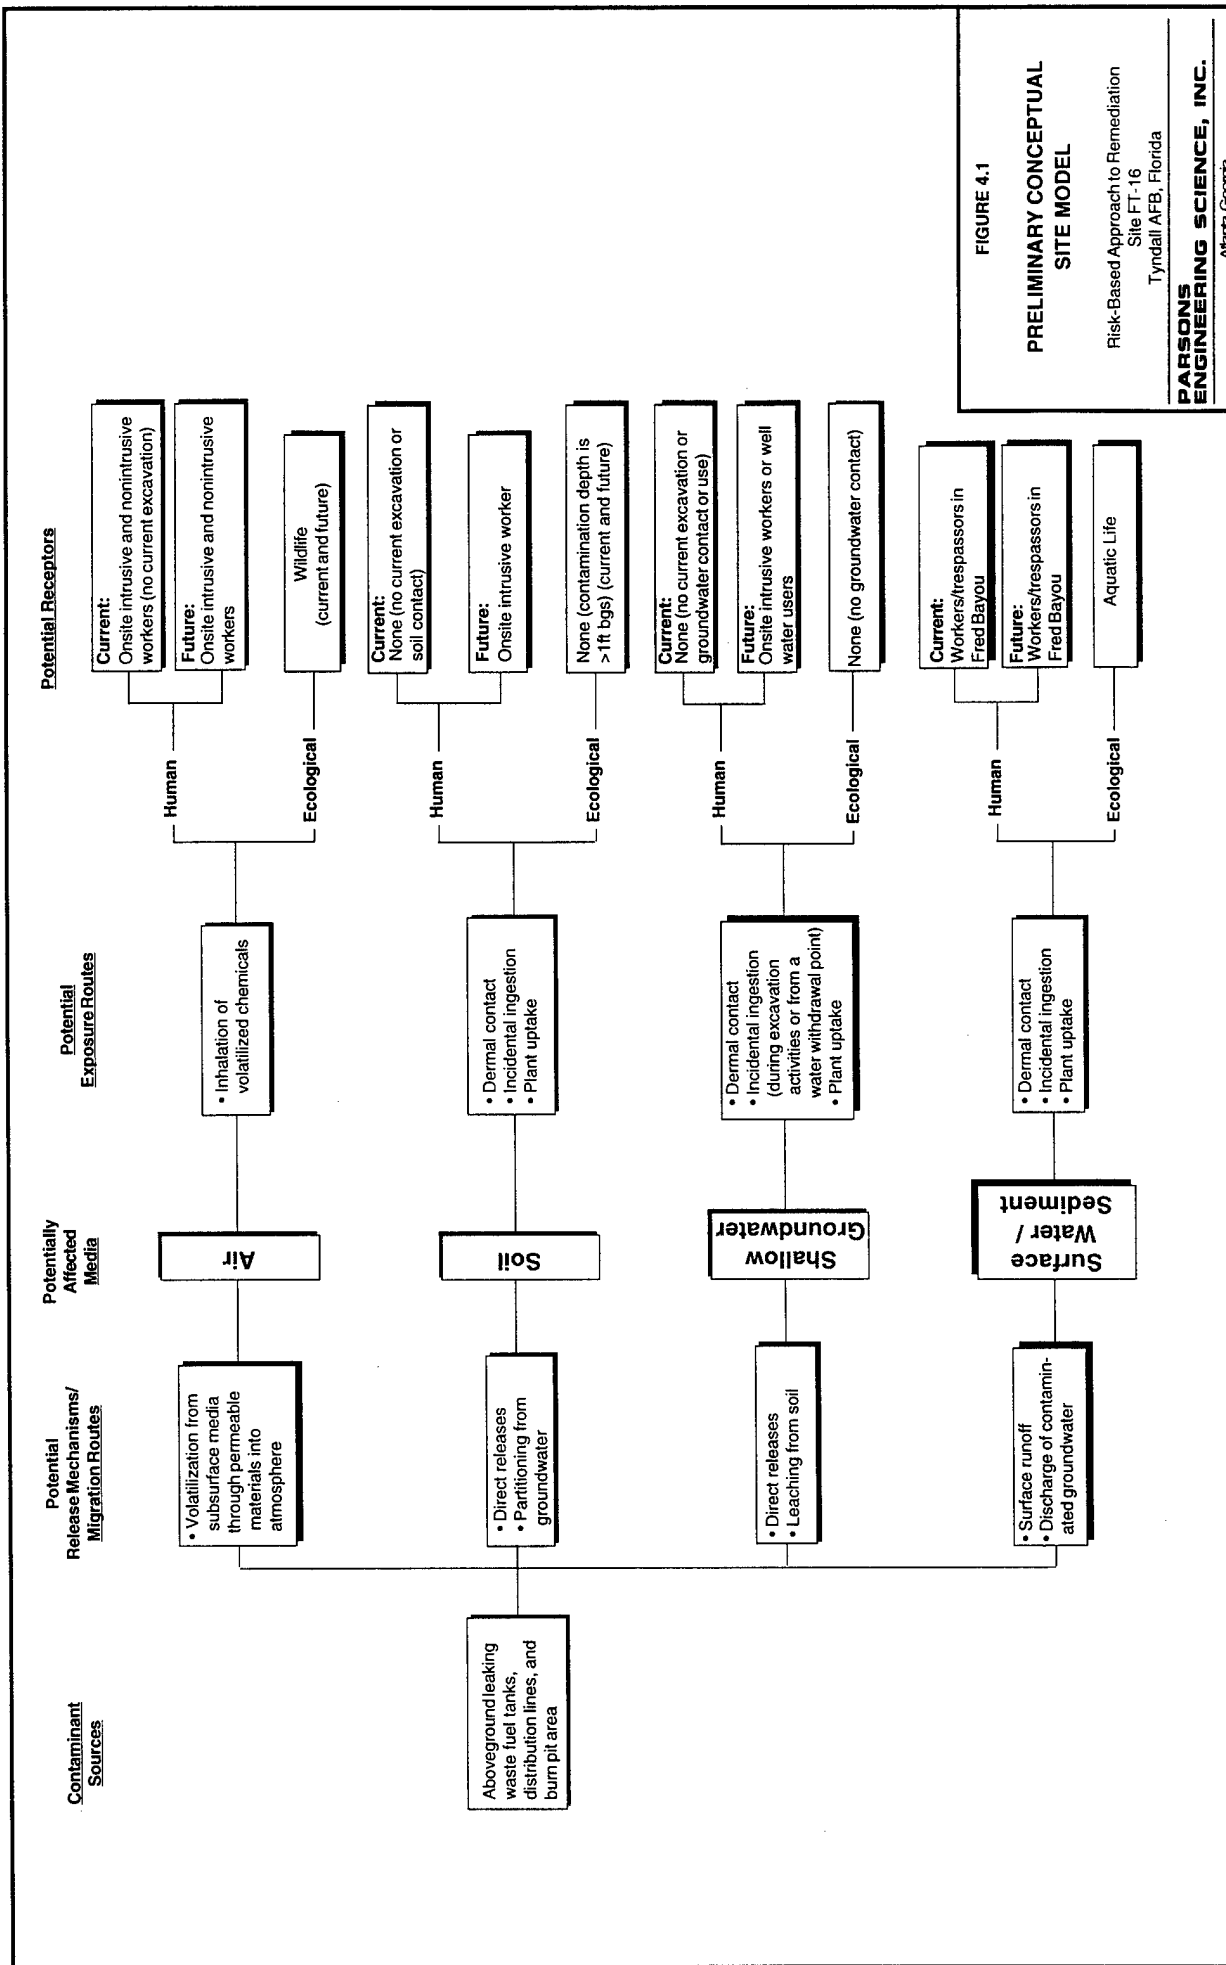 Contaminant
Sources
Potential
Release Mechanisms/
Migration Routes
Potentially
Affected
Media
Potential
Exposure Routes
Potential Receptors
Aboveground leaking
waste fuel tanks,
distribution lines, and
burn pit area
• Volatilization from
subsurface media
through permeable
materials into
atmosphere
Air
• Inhalation of
volatilized chemicals
Human
Current:
Onsite intrusive and nonintrusive
workers (no current excavation)
Future:
Onsite intrusive and nonintrusive
workers
Ecological
Wildlife
(current and future)
• Direct releases
• Partitioning from
groundwater
Soil
• Dermal contact
• Incidental ingestion
• Plant uptake
Human
Current:
None (no current excavation or
soil contact)
Future:
Onsite intrusive worker
Ecological
None (contamination depth is
>1ft bgs) (current and future)
• Direct releases
• Leaching from soil
Shallow
Groundwater
• Dermal contact
• Incidental ingestion
(during excavation
activities or from a
water withdrawal point)
• Plant uptake
Human
Current:
None (no current excavation or
groundwater contact or use)
Future:
Onsite intrusive workers or well
water users
Ecological
None (no groundwater contact)
• Surface runoff
• Discharge of contamin-
ated groundwater
Surface
Water /
Sediment
• Dermal contact
• Incidental ingestion
• Plant uptake
Human
Current:
Workers/trespassors in
Fred Bayou
Future:
Workers/trespassors in
Fred Bayou
Ecological
Aquatic Life
FIGURE 4.1
PRELIMINARY CONCEPTUAL
SITE MODEL
Risk-Based Approach to Remediation
Site FT-16
Tyndall AFB, Florida
PARSONS
ENGINEERING SCIENCE, INC.
Atlanta, Georgia